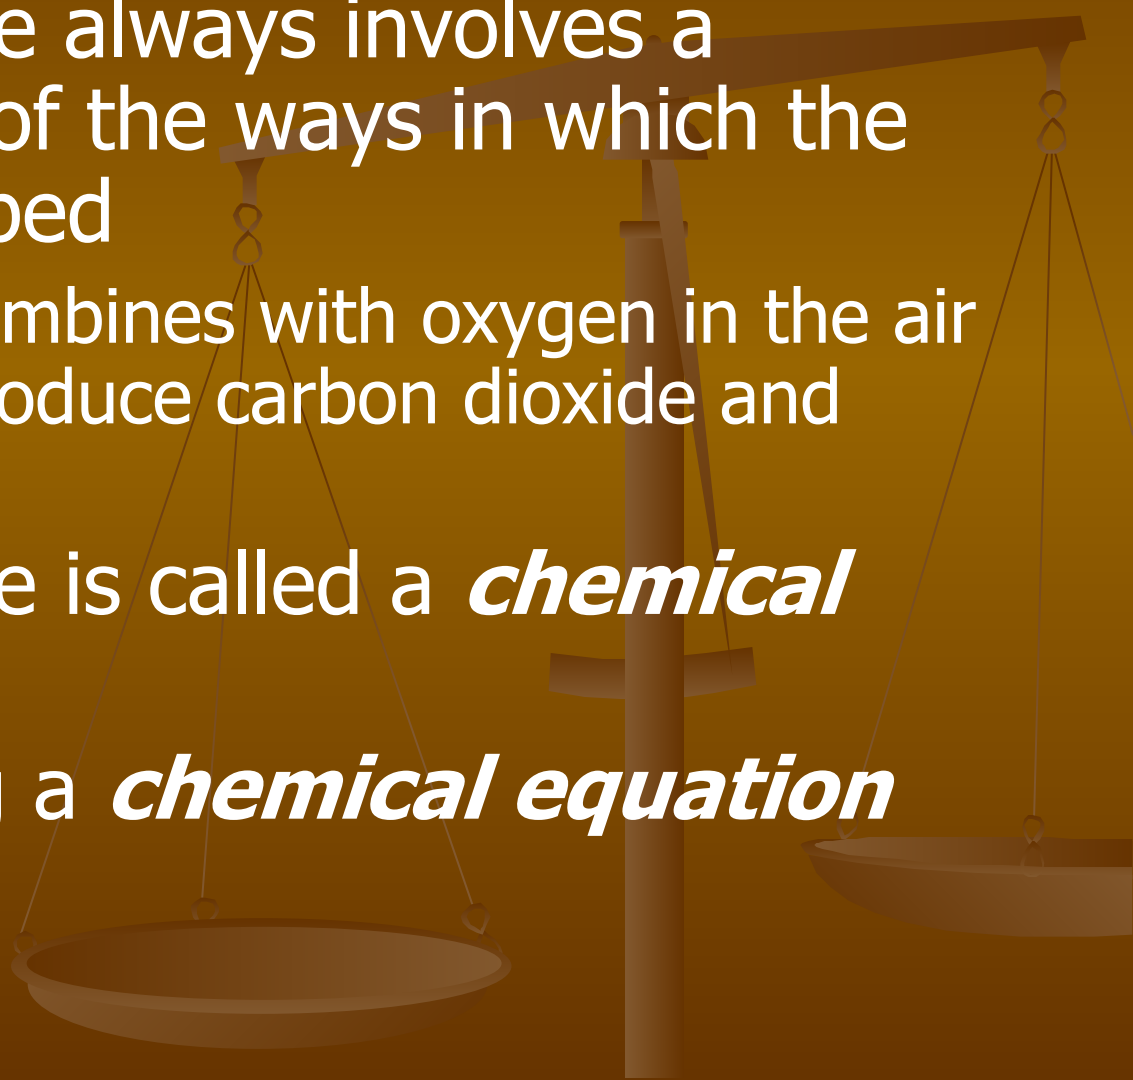 e always involves a
of the ways in which the
ped
mbines with oxygen in the air
oduce carbon dioxide and
e is called a chemical
g a chemical equation